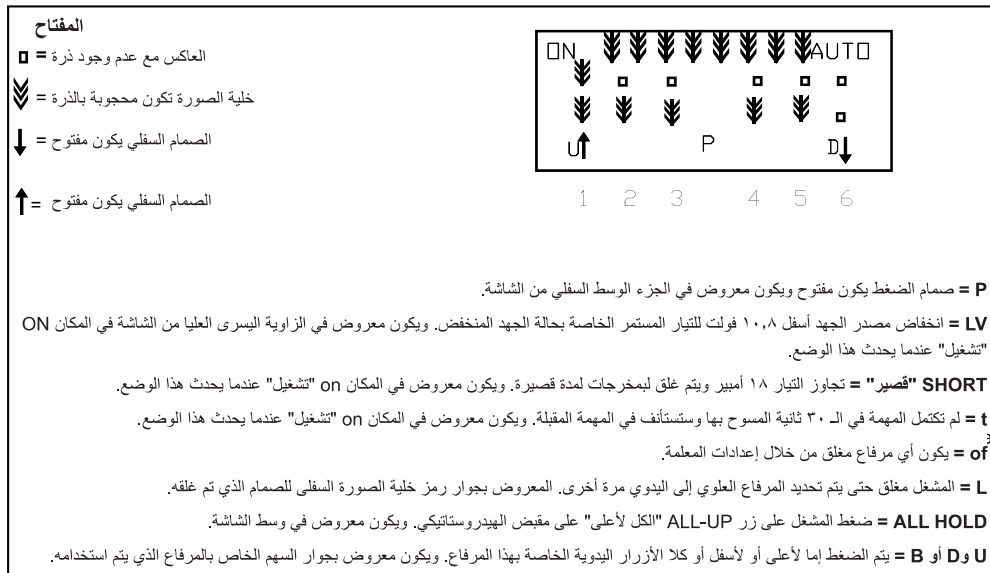 المفتاح
العاكس مع عدم وجود ذرة =
خلية الصورة تكون محجوبة بالذرة =
الصمام السفلي يكون مفتوح =
الصمام السفلي يكون مفتوح =
ON AUTO
U P D
1 2 3 4 5 6
P = صمام الضغط يكون مفتوح ويكون معروض في الجزء الوسط السفلي من الشاشة.
LV = انخفاض مصدر الجهد أسفل ١٠,٨ فولت للتيار المستمر الخاصة بحالة الجهد المنخفض. ويكون معروض في الزاوية اليسرى العليا من الشاشة في المكان ON
"تشغيل" عندما يحدث هذا الوضع.
SHORT "قصير" = تجاوز التيار ١٨ أمبير ويتم غلق لبمخرجات لمدة قصيرة. ويكون معروض في المكان on "تشغيل" عندما يحدث هذا الوضع.
t = لم تكتمل المهمة في الـ ٣٠ ثانية المسوح بها وستستأنف في المهمة المقبلة. ويكون معروض في المكان on "تشغيل" عندما يحدث هذا الوضع.
of = يكون أي مرفاع مغلق من خلال إعدادات المعلمة.
L = المشغل مغلق حتى يتم تحديد المرفاع العلوي إلى اليدوي مرة أخرى. المعروض بجوار رمز خلية الصورة السفلى للصمام الذي تم غلقه.
ALL HOLD = ضغط المشغل على زر ALL-UP "الكل لأعلى" على مقبض الهيدروستاتيكي. ويكون معروض في وسط الشاشة.
U وD أو B = يتم الضغط إما لأعلى أو لأسفل أو كلا الأزرار اليدوية الخاصة بهذا المرفاع. ويكون معروض بجوار السهم الخاص بالمرفاع الذي يتم استخدامه.